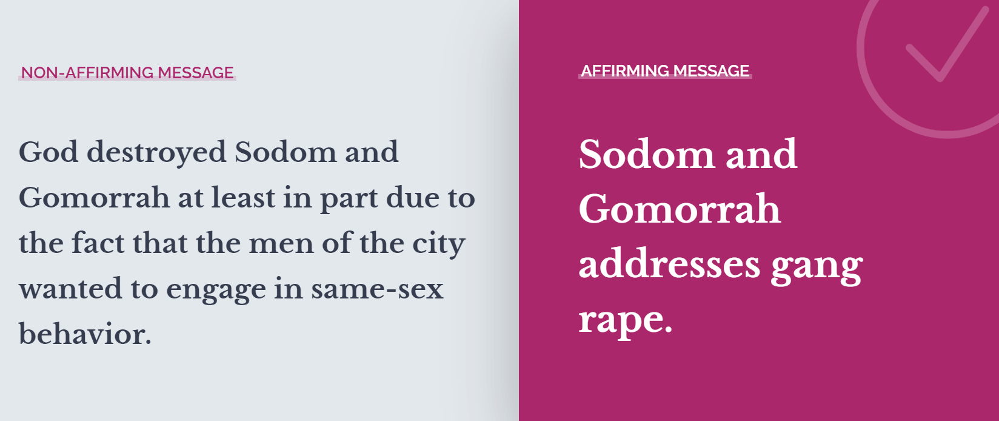 NON-AFFIRMING MESSAGE
God destroyed Sodom and
Gomorrah at least in part due to
the fact that the men of the city
wanted to engage in same-sex
behavior.
AFFIRMING MESSAGE
Sodom and
Gomorrah
addresses gang
rape.